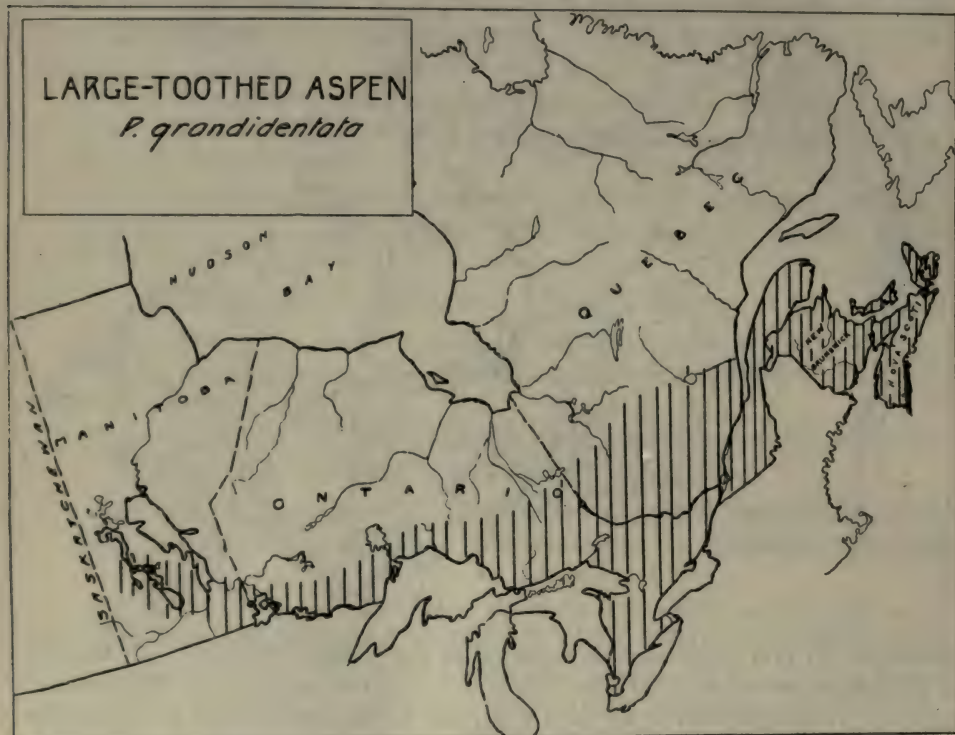 LARGE-TOOTHED ASPEN
P. grandidentata
HUDSON
BAY
QUEBEC
MANITOBA
ONTARIO
SASKATCHEWAN
NEW
BRUNSWICK
NOVA SCOTIA